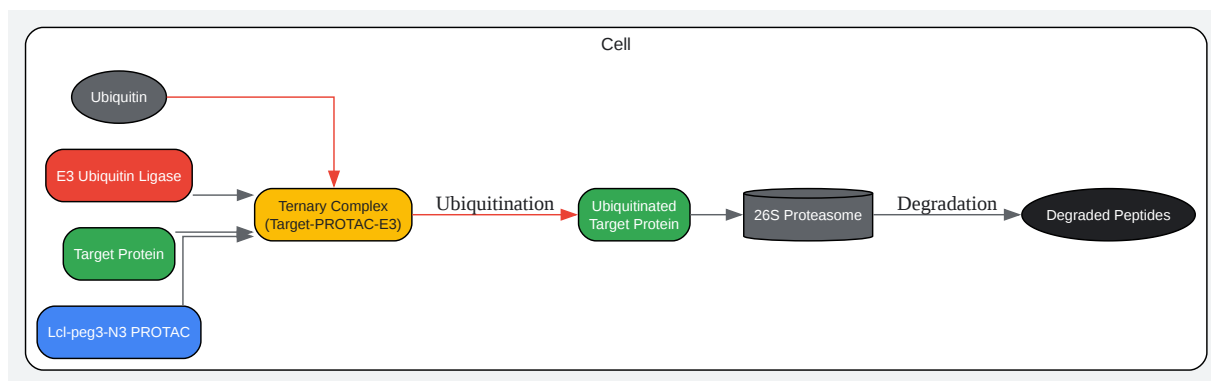 Cell
Ubiquitin
E3 Ubiquitin Ligase
Target Protein
Lcl-peg3-N3 PROTAC
Ternary Complex
(Target-PROTAC-E3)
Ubiquitination
Ubiquitinated
Target Protein
26S Proteasome
Degradation
Degraded Peptides